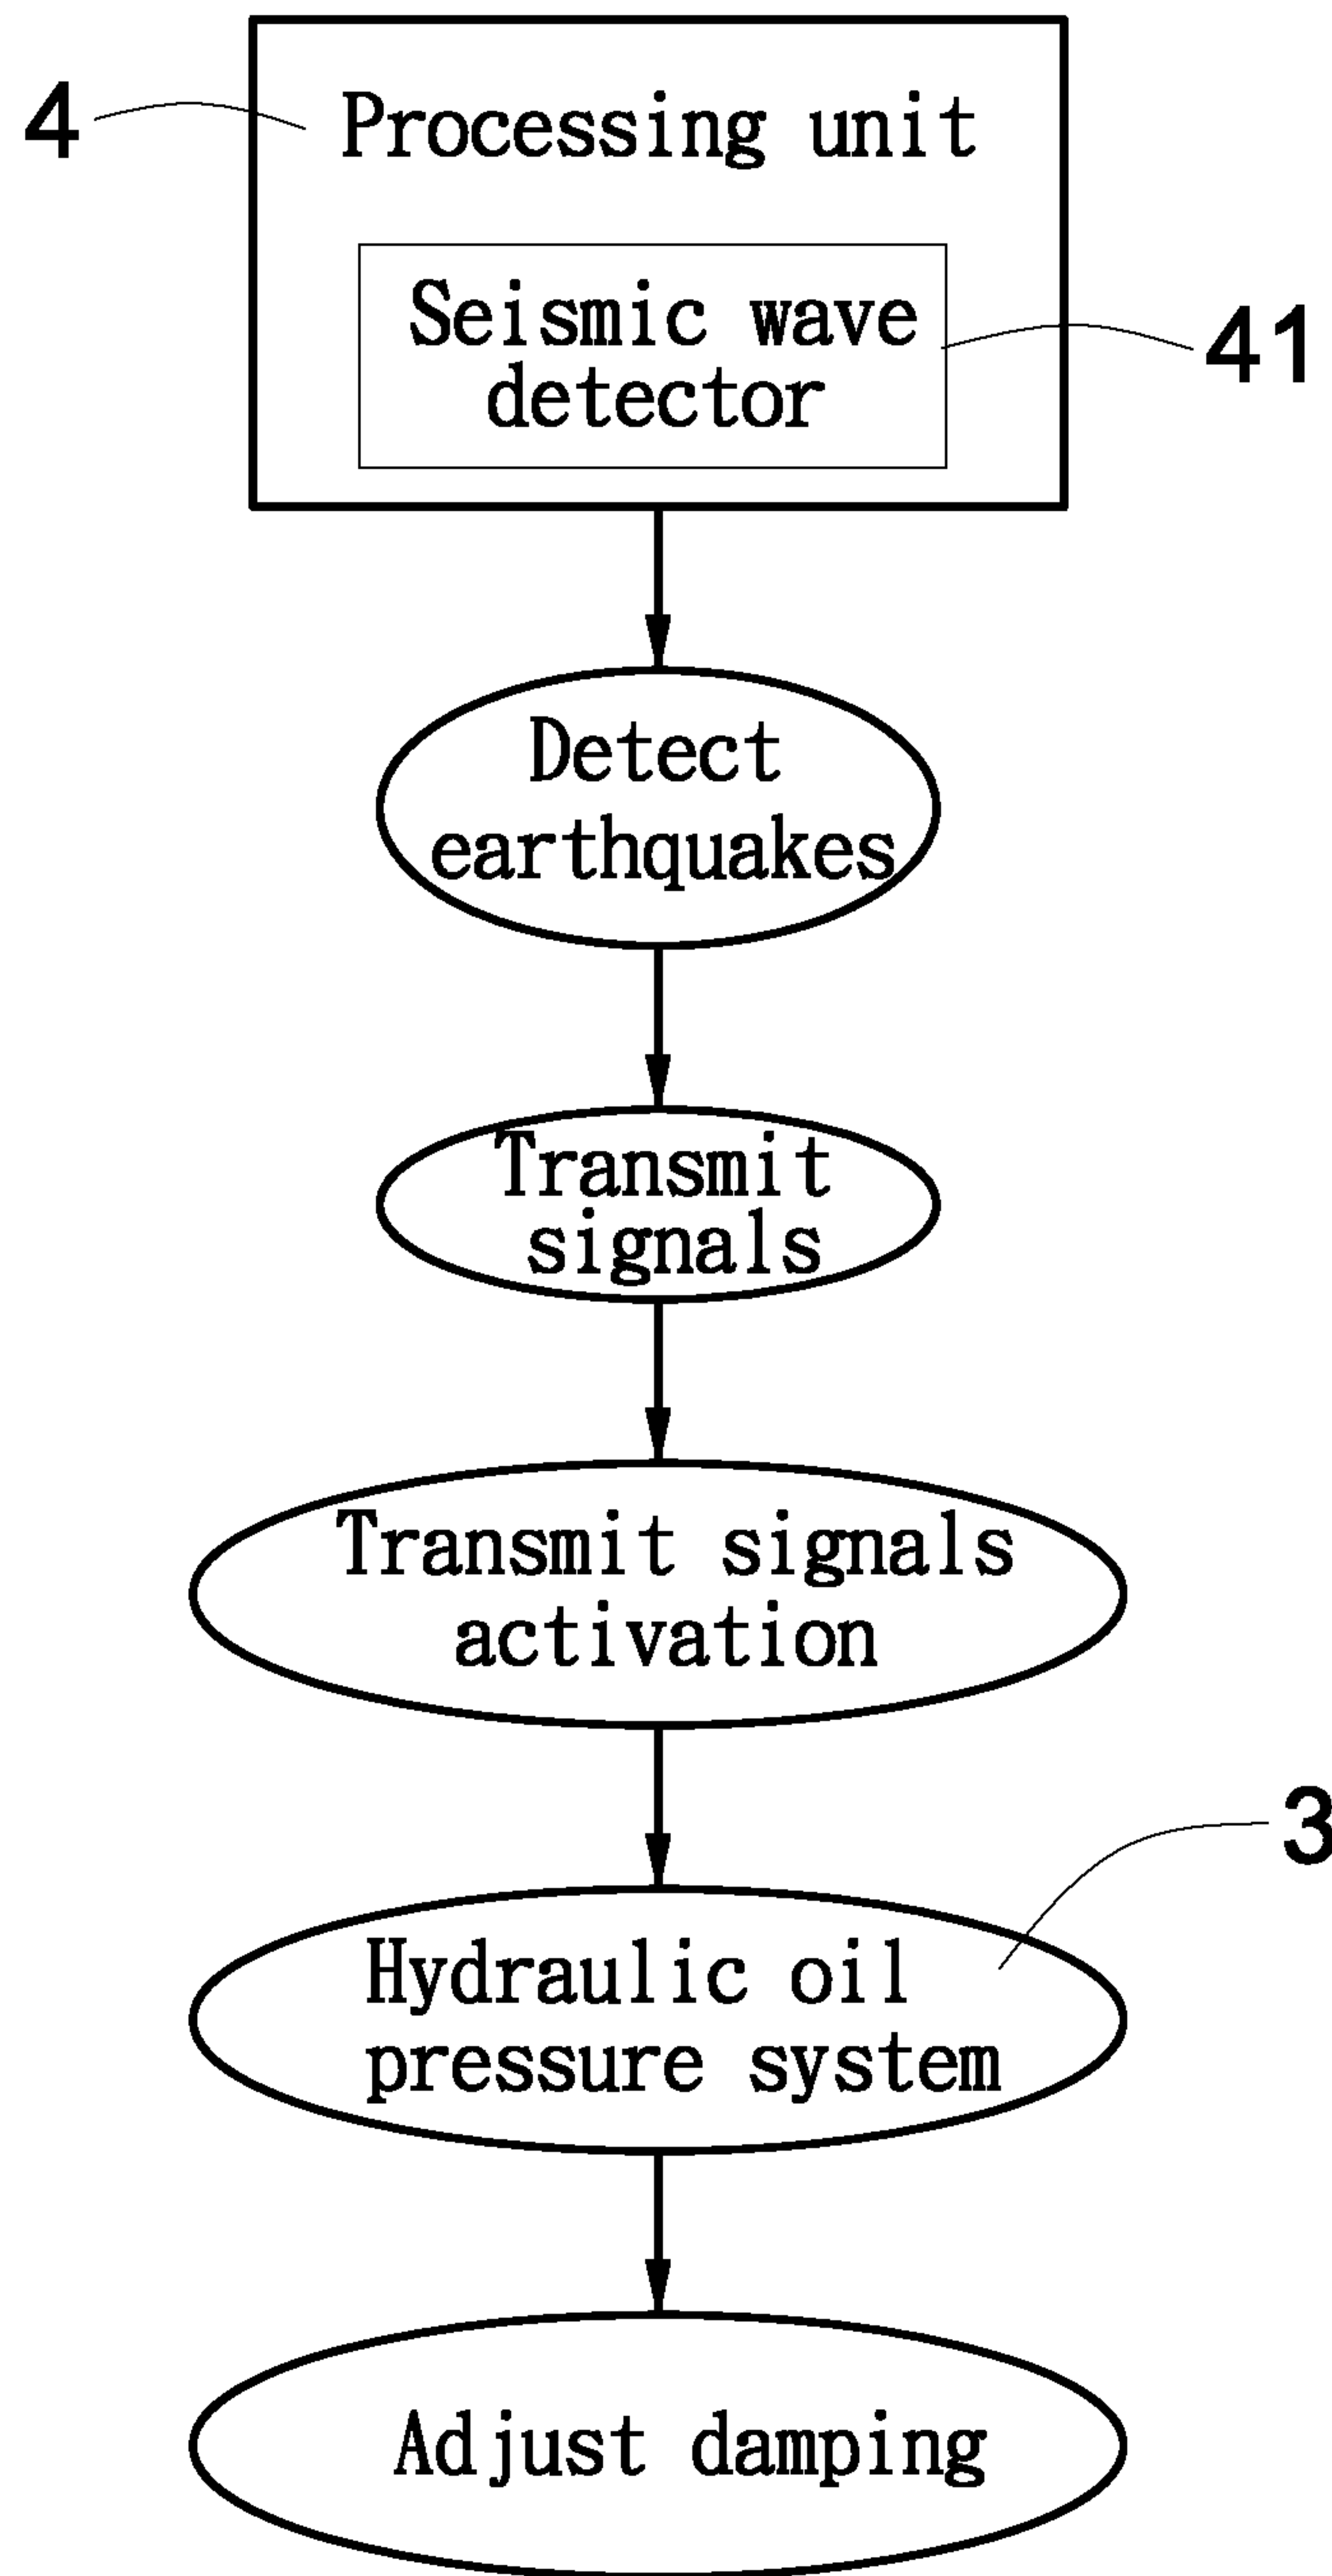 4
Processing unit
Seismic wave
detector
41
Detect
earthquakes
Transmit
signals
Transmit signals
activation
3
Hydraulic oil
pressure system
Adjust damping